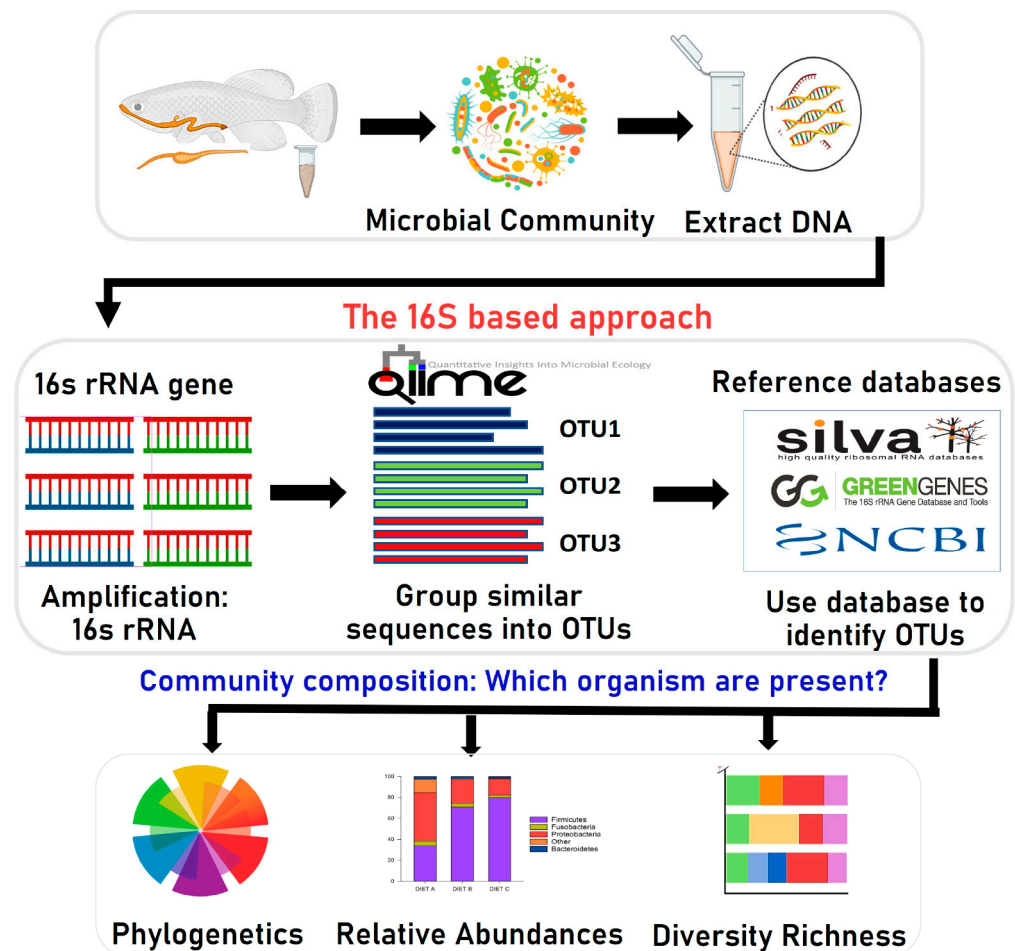 Microbial Community
Extract DNA
The 16S based approach
16s rRNA gene
Amplification:
16s rRNA
Quantitative Insights Into Microbial Ecology
QIIME
OTU1
OTU2
OTU3
Group similar
sequences into OTUs
Reference databases
silva
high quality ribosomal RNA databases
GG
GREENGENES
The 16S rRNA Gene Database and Tools
NCBI
Use database to
identify OTUs
Community composition: Which organism are present?
Phylogenetics
100
80
60
40
20
0
DIET A DIET B DIET C
Firmicutes
Fusobacteria
Proteobacteria
Other
Bacteroidetes
Relative Abundances
Diversity Richness